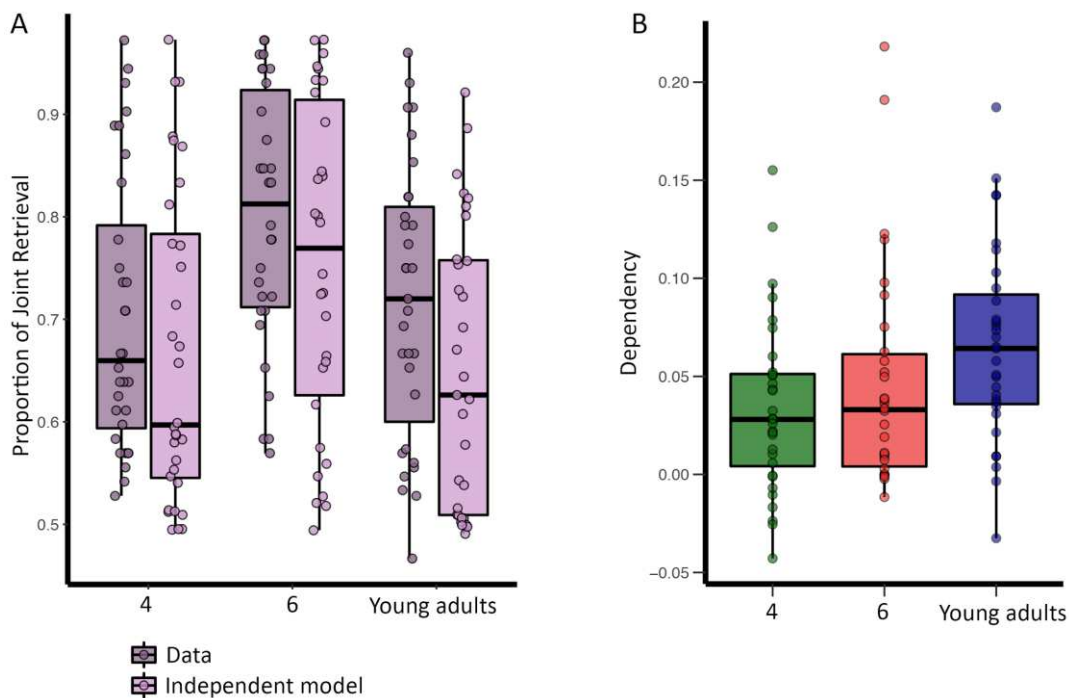 A
Proportion of Joint Retrieval
0.9
0.8
0.7
0.6
0.5
4 6 Young adults
Data
Independent model
B
Dependency
0.20
0.15
0.10
0.05
0.00
−0.05
4 6 Young adults